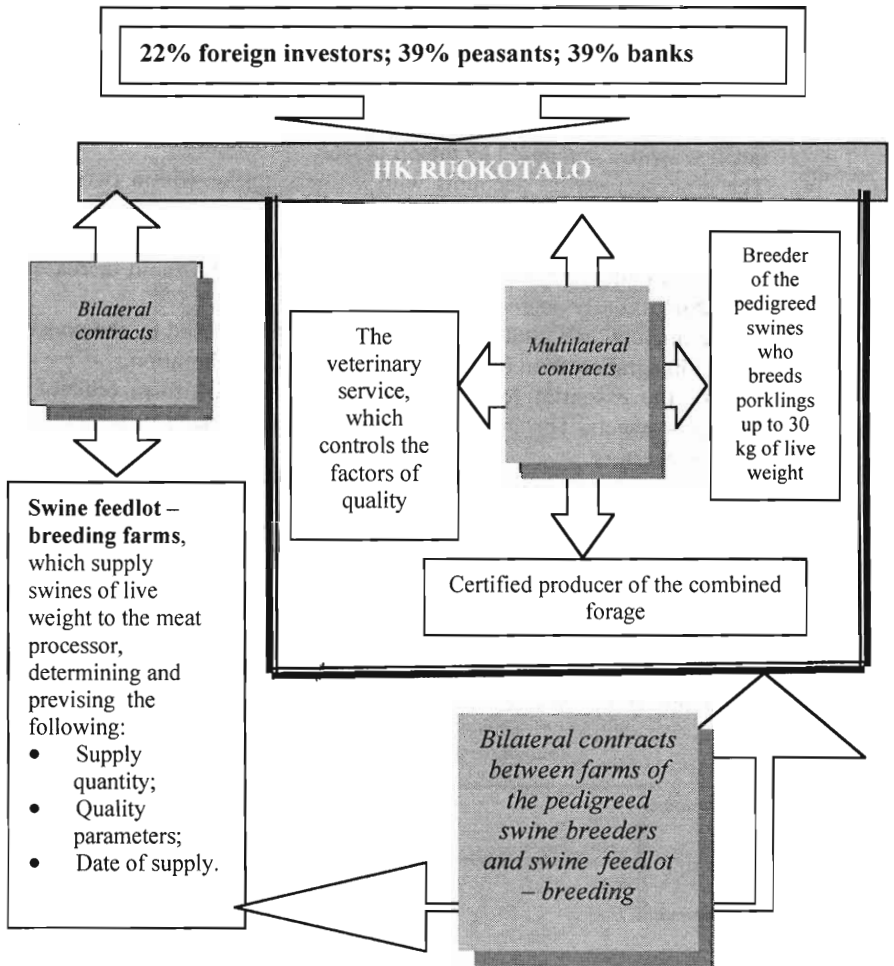 22% foreign investors; 39% peasants; 39% banks
HK RUOKOTALO
Bilateral
contracts
The
veterinary
service,
which
controls the
factors of
quality
Multilateral
contracts
Breeder
of the
pedigreed
swines
who
breeds
porklings
up to 30
kg of live
weight
Certified producer of the combined
forage
Swine feedlot –
breeding farms,
which supply
swines of live
weight to the meat
processor,
determining and
prevising the
following:
• Supply
quantity;
• Quality
parameters;
• Date of supply.
Bilateral contracts
between farms of
the pedigreed
swine breeders
and swine feedlot
– breeding